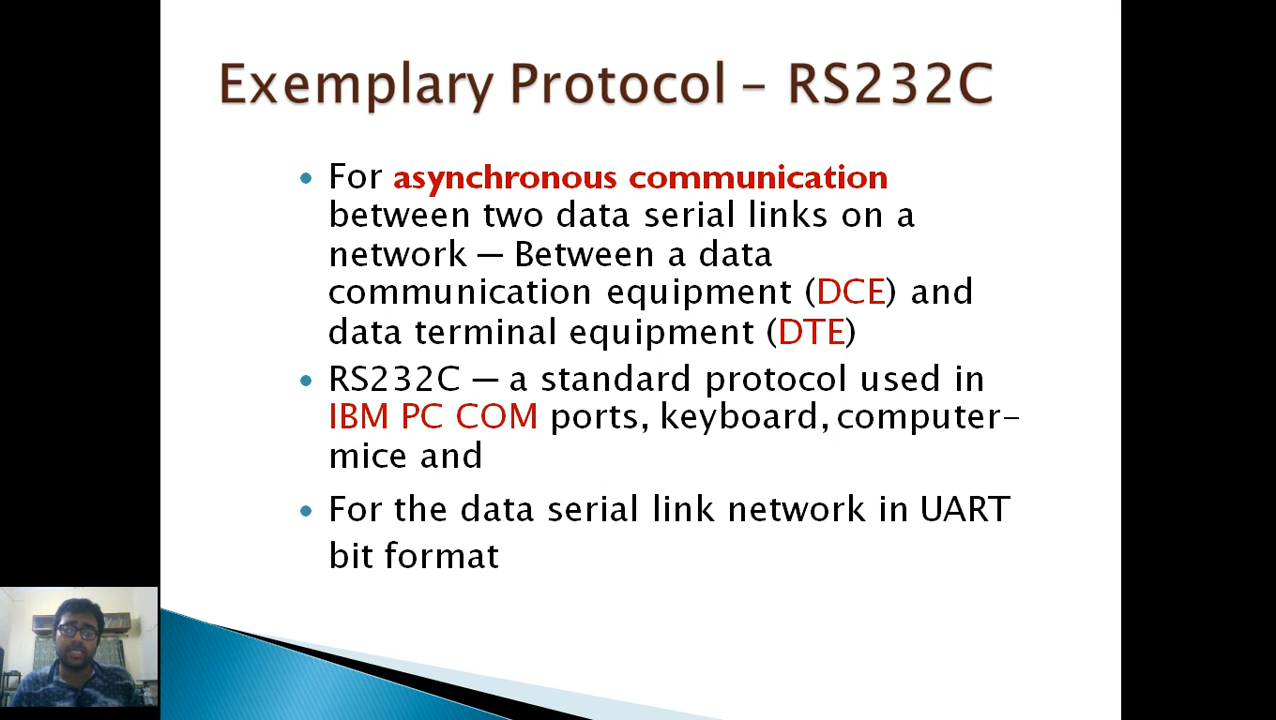 Exemplary Protocol – RS232C
• For asynchronous communication
between two data serial links on a
network — Between a data
communication equipment (DCE) and
data terminal equipment (DTE)
• RS232C — a standard protocol used in
IBM PC COM ports, keyboard, computer-
mice and
• For the data serial link network in UART
bit format